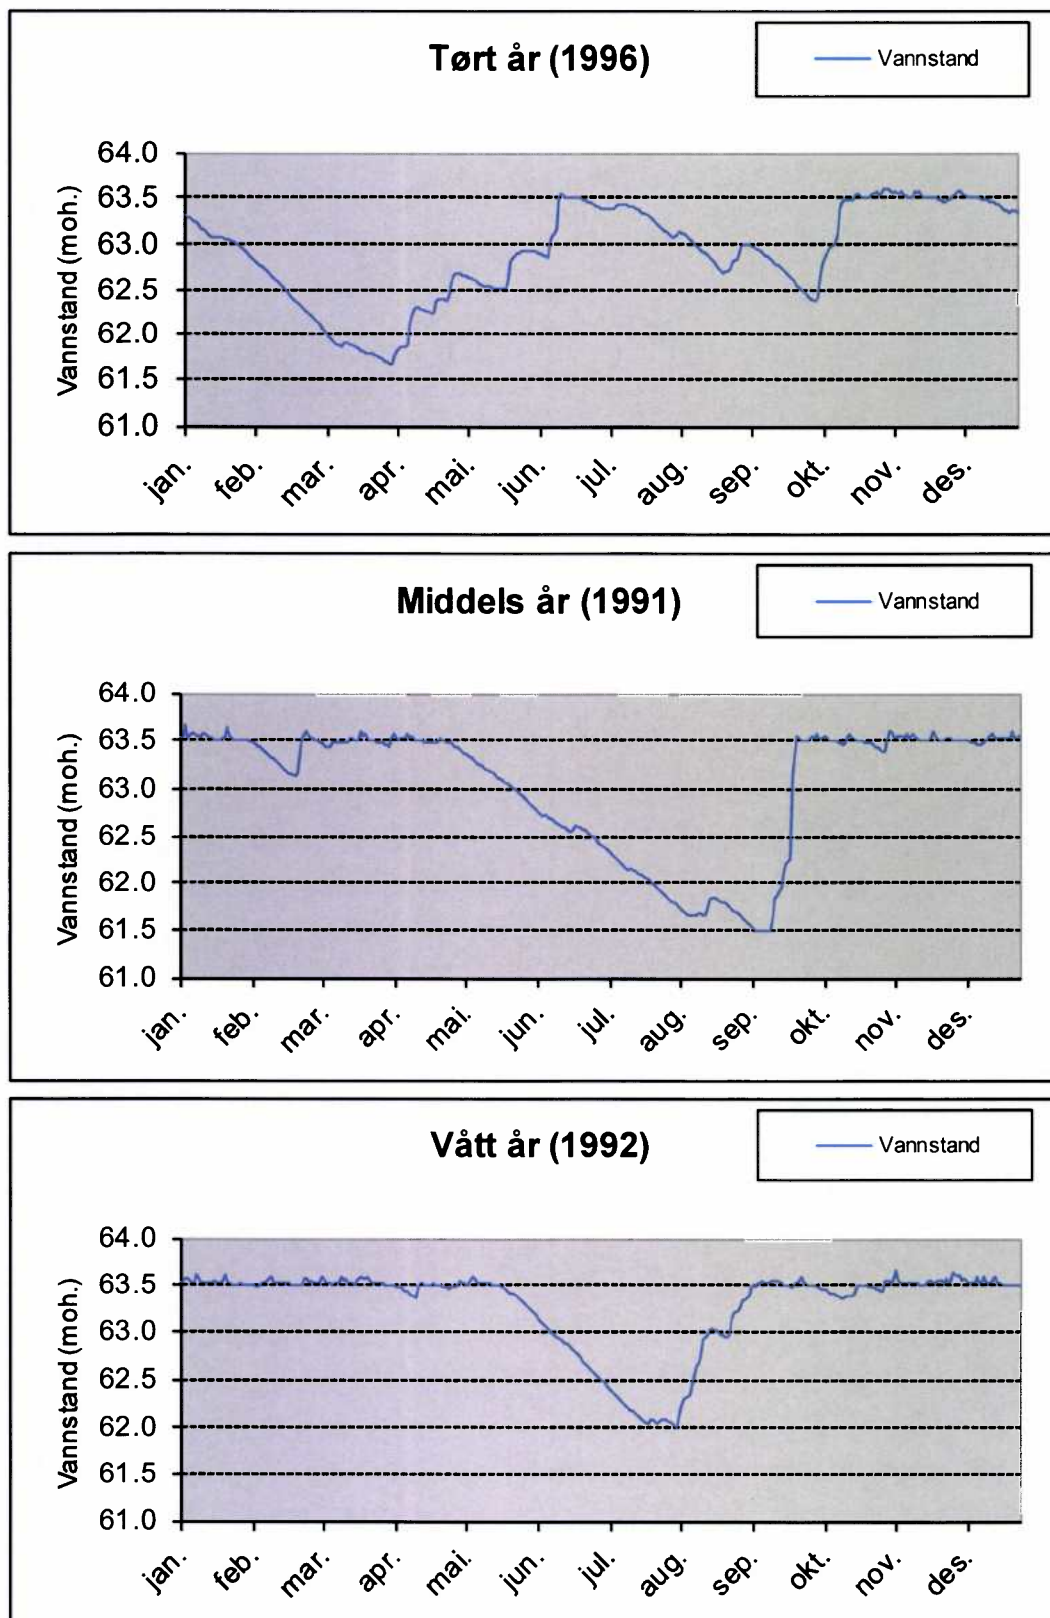 Tørt år (1996)
Vannstand
Vannstand (moh.)
64.0
63.5
63.0
62.5
62.0
61.5
61.0
jan. feb. mar. apr. mai. jun. jul. aug. sep. okt. nov. des.
Middels år (1991)
Vannstand
Vannstand (moh.)
64.0
63.5
63.0
62.5
62.0
61.5
61.0
jan. feb. mar. apr. mai. jun. jul. aug. sep. okt. nov. des.
Vått år (1992)
Vannstand
Vannstand (moh.)
64.0
63.5
63.0
62.5
62.0
61.5
61.0
jan. feb. mar. apr. mai. jun. jul. aug. sep. okt. nov. des.